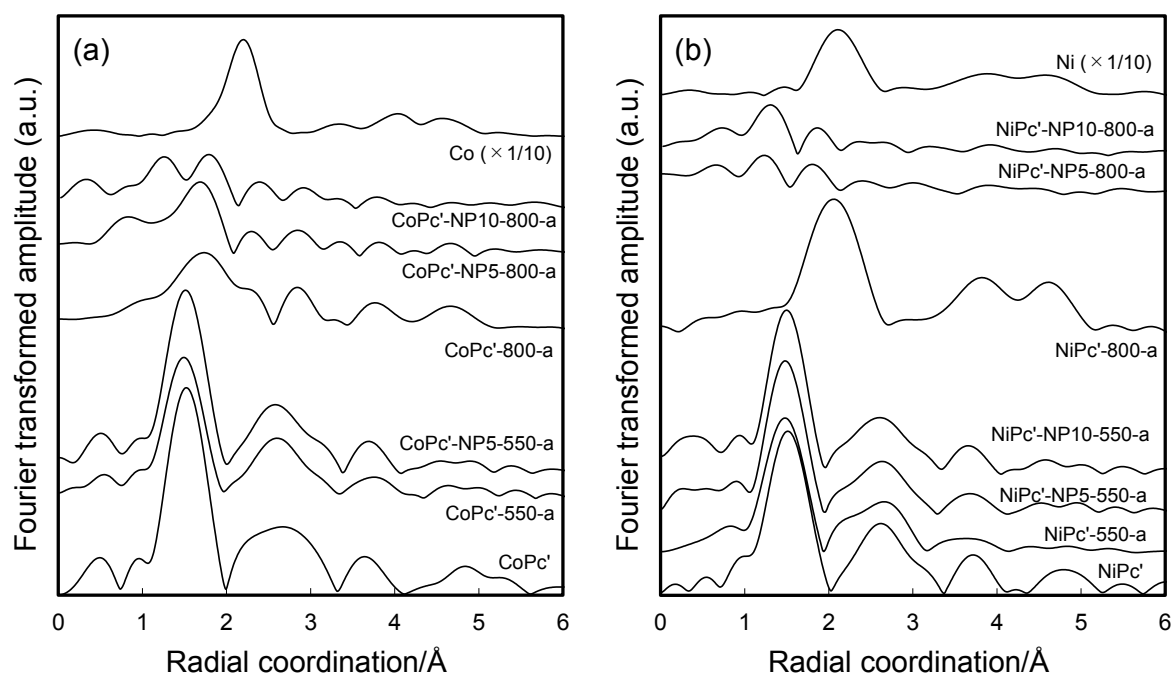 (a)
Fourier transformed amplitude (a.u.)
Co (×1/10)
CoPc'-NP10-800-a
CoPc'-NP5-800-a
CoPc'-800-a
CoPc'-NP5-550-a
CoPc'-550-a
CoPc'
0 1 2 3 4 5 6
Radial coordination/Å
(b)
Fourier transformed amplitude (a.u.)
Ni (×1/10)
NiPc'-NP10-800-a
NiPc'-NP5-800-a
NiPc'-800-a
NiPc'-NP10-550-a
NiPc'-NP5-550-a
NiPc'-550-a
NiPc'
0 1 2 3 4 5 6
Radial coordination/Å